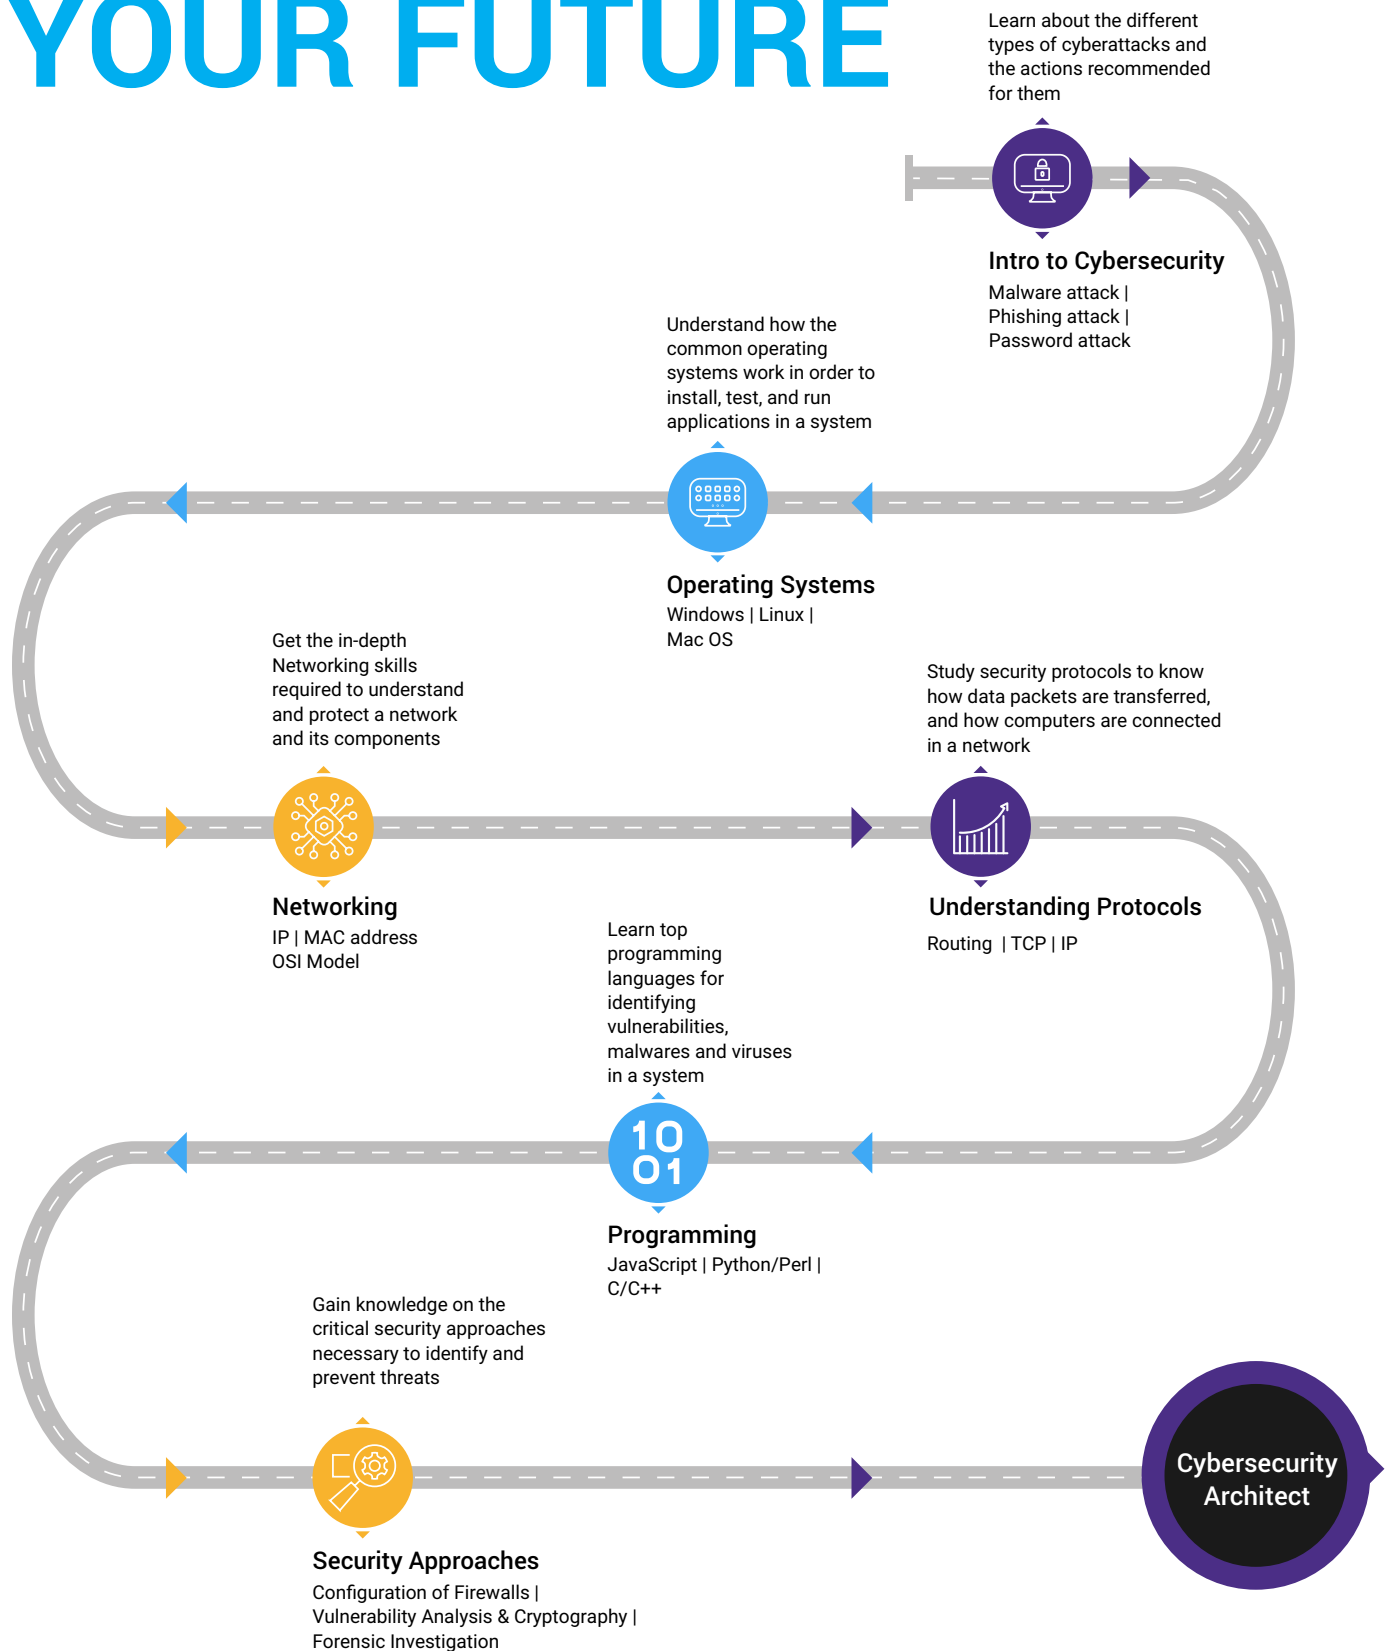 YOUR FUTURE
Learn about the different
types of cyberattacks and
the actions recommended
for them
Intro to Cybersecurity
Malware attack |
Phishing attack |
Password attack
Understand how the
common operating
systems work in order to
install, test, and run
applications in a system
Operating Systems
Windows | Linux |
Mac OS
Get the in-depth
Networking skills
required to understand
and protect a network
and its components
Networking
IP | MAC address
OSI Model
Study security protocols to know
how data packets are transferred,
and how computers are connected
in a network
Understanding Protocols
Routing | TCP | IP
Learn top
programming
languages for
identifying
vulnerabilities,
malwares and viruses
in a system
10
01
Programming
JavaScript | Python/Perl |
C/C++
Gain knowledge on the
critical security approaches
necessary to identify and
prevent threats
Security Approaches
Configuration of Firewalls |
Vulnerability Analysis & Cryptography |
Forensic Investigation
Cybersecurity
Architect